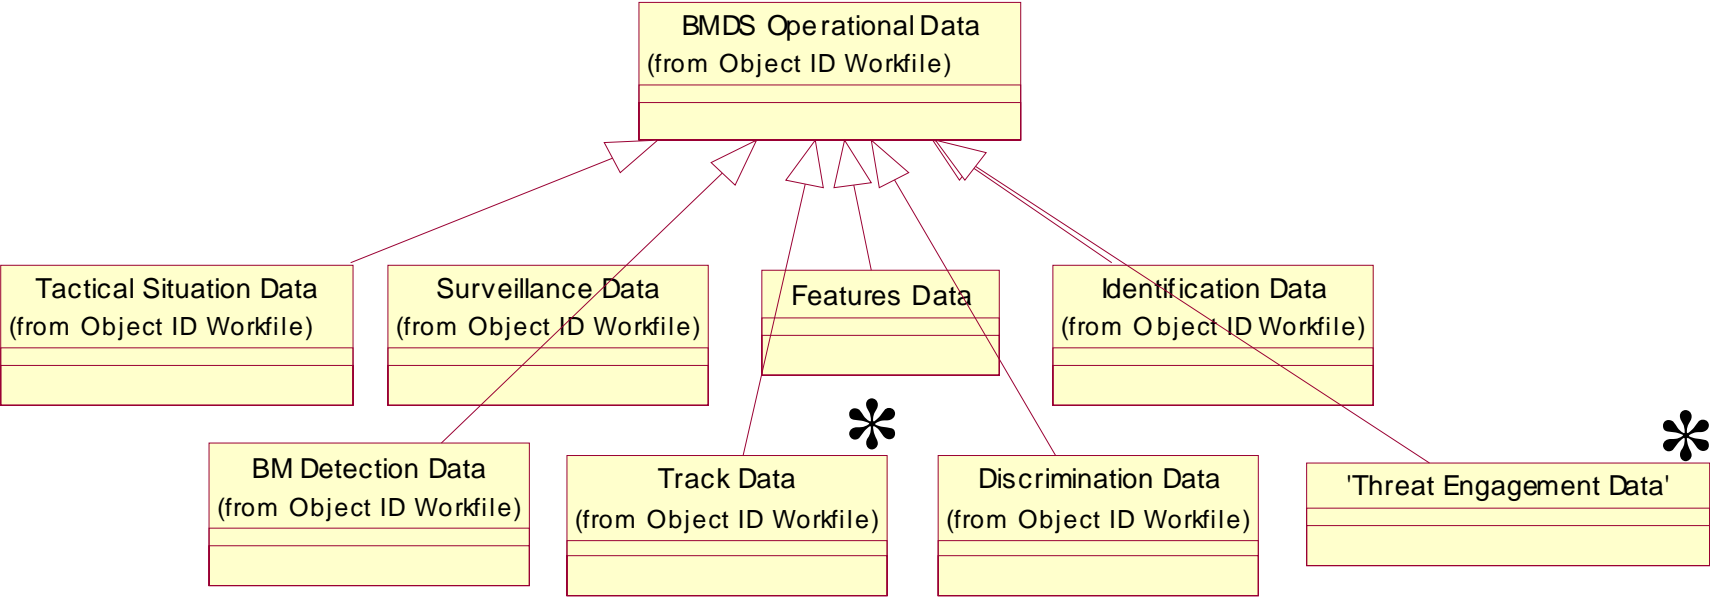 BMDS Operational Data
(from Object ID Workfile)
Tactical Situation Data
(from Object ID Workfile)
Surveillance Data
(from Object ID Workfile)
Features Data
Identification Data
(from Object ID Workfile)
*
*
BM Detection Data
(from Object ID Workfile)
Track Data
(from Object ID Workfile)
Discrimination Data
(from Object ID Workfile)
'Threat Engagement Data'